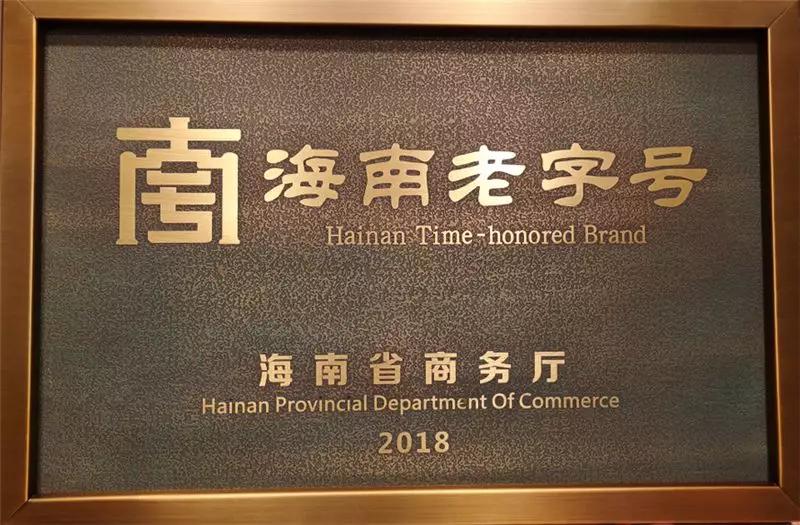 海南老字号
Hainan Time-honored Brand
海南省商务厅
Hainan Provincial Department Of Commerce
2018